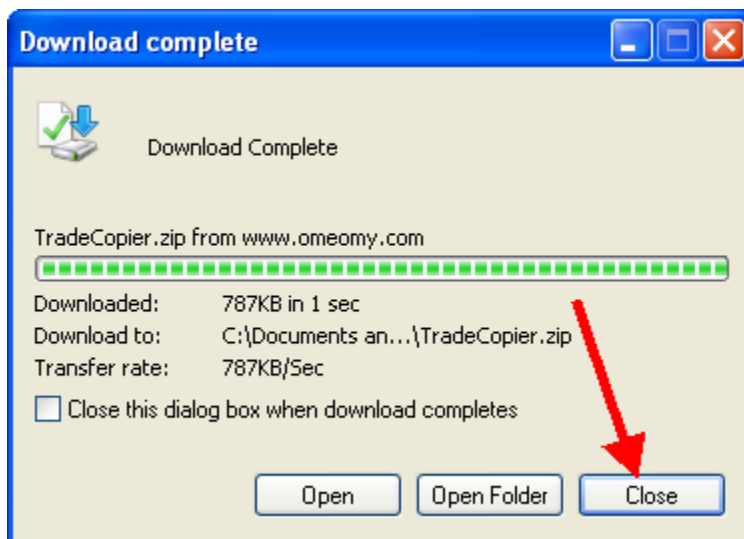 Download complete
Download Complete
TradeCopier.zip from www.omeomy.com
Downloaded: 787KB in 1 sec
Download to: C:\Documents an...\TradeCopier.zip
Transfer rate: 787KB/Sec
Close this dialog box when download completes
Open Open Folder Close